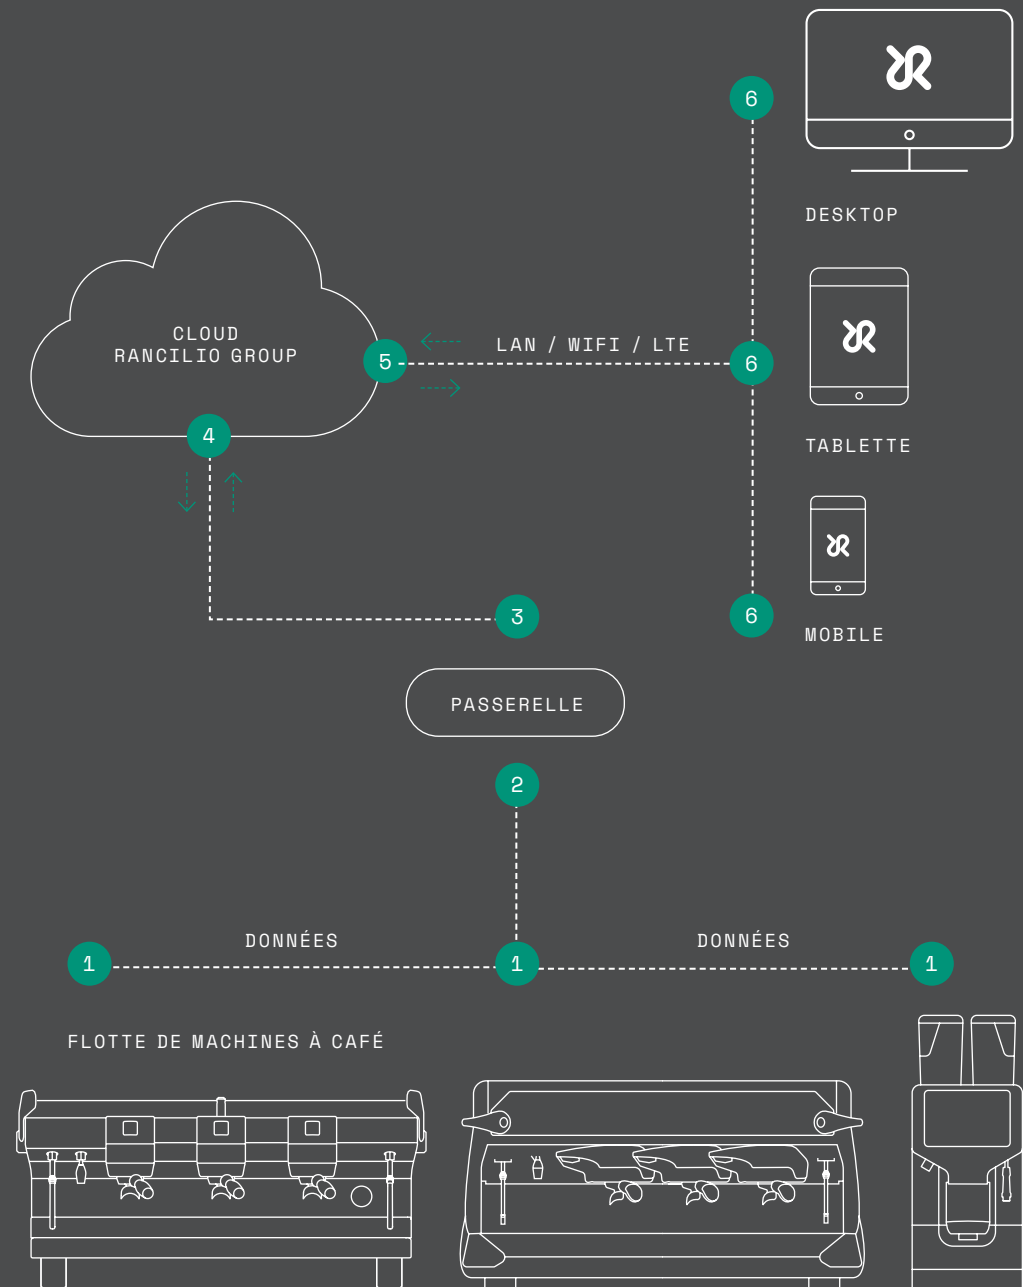 6
DESKTOP
CLOUD
RANCILIO GROUP
5
LAN / WIFI / LTE
6
4
TABLETTE
3
6
MOBILE
PASSERELLE
2
DONNÉES
DONNÉES
1
1
1
FLOTTE DE MACHINES À CAFÉ